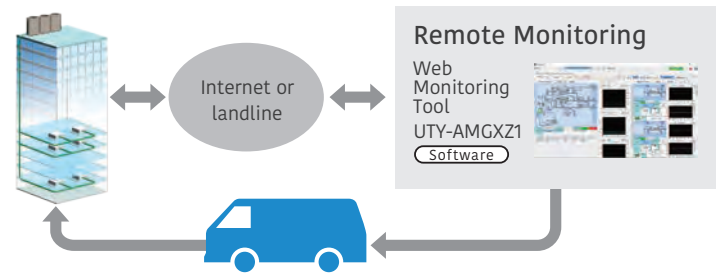 Internet or
landline
Remote Monitoring
Web
Monitoring
Tool
UTY-AMGXZ1
Software